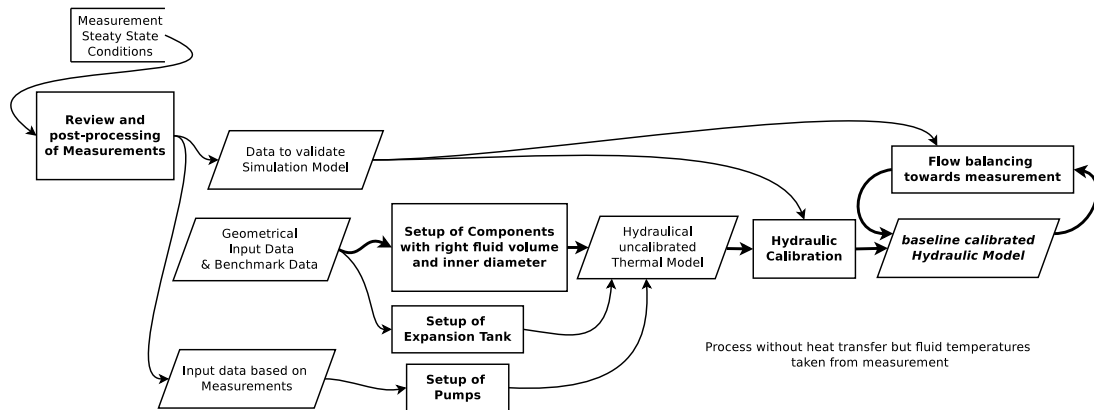 Measurement
Steaty State
Conditions
Review and
post-processing
of Measurements
Data to validate
Simulation Model
Flow balancing
towards measurement
Geometrical
Input Data
& Benchmark Data
Setup of Components
with right fluid volume
and inner diameter
Hydraulical
uncalibrated
Thermal Model
Hydraulic
Calibration
baseline calibrated
Hydraulic Model
Setup of
Expansion Tank
Input data based on
Measurements
Setup of
Pumps
Process without heat transfer but fluid temperatures
taken from measurement